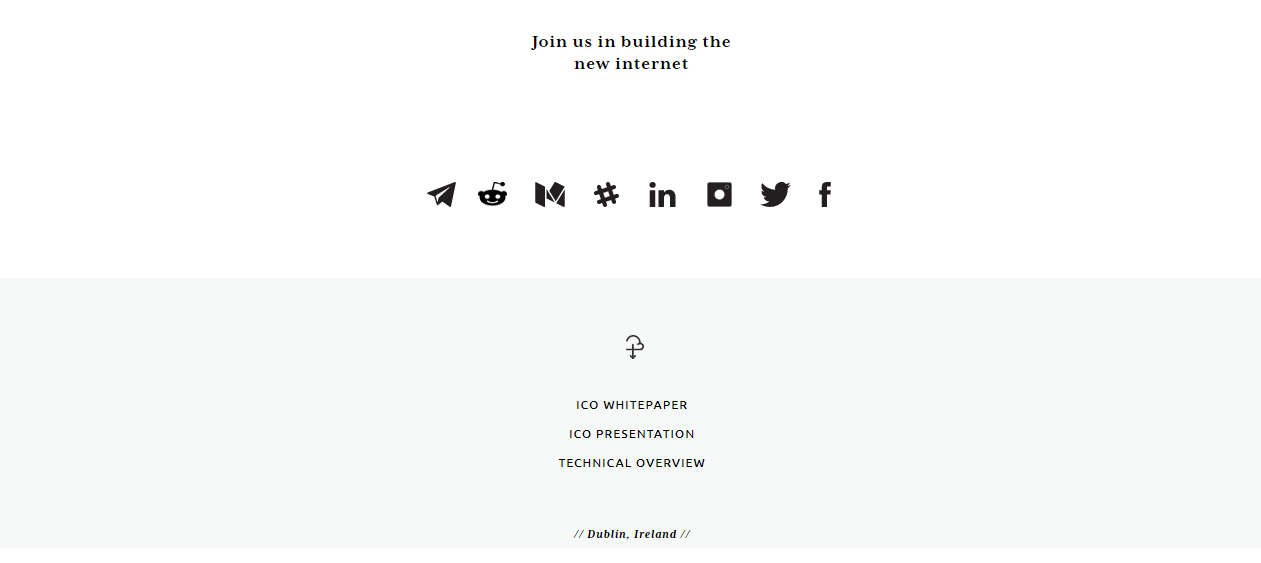 Join us in building the
new internet
ICO WHITEPAPER
ICO PRESENTATION
TECHNICAL OVERVIEW
// Dublin, Ireland //